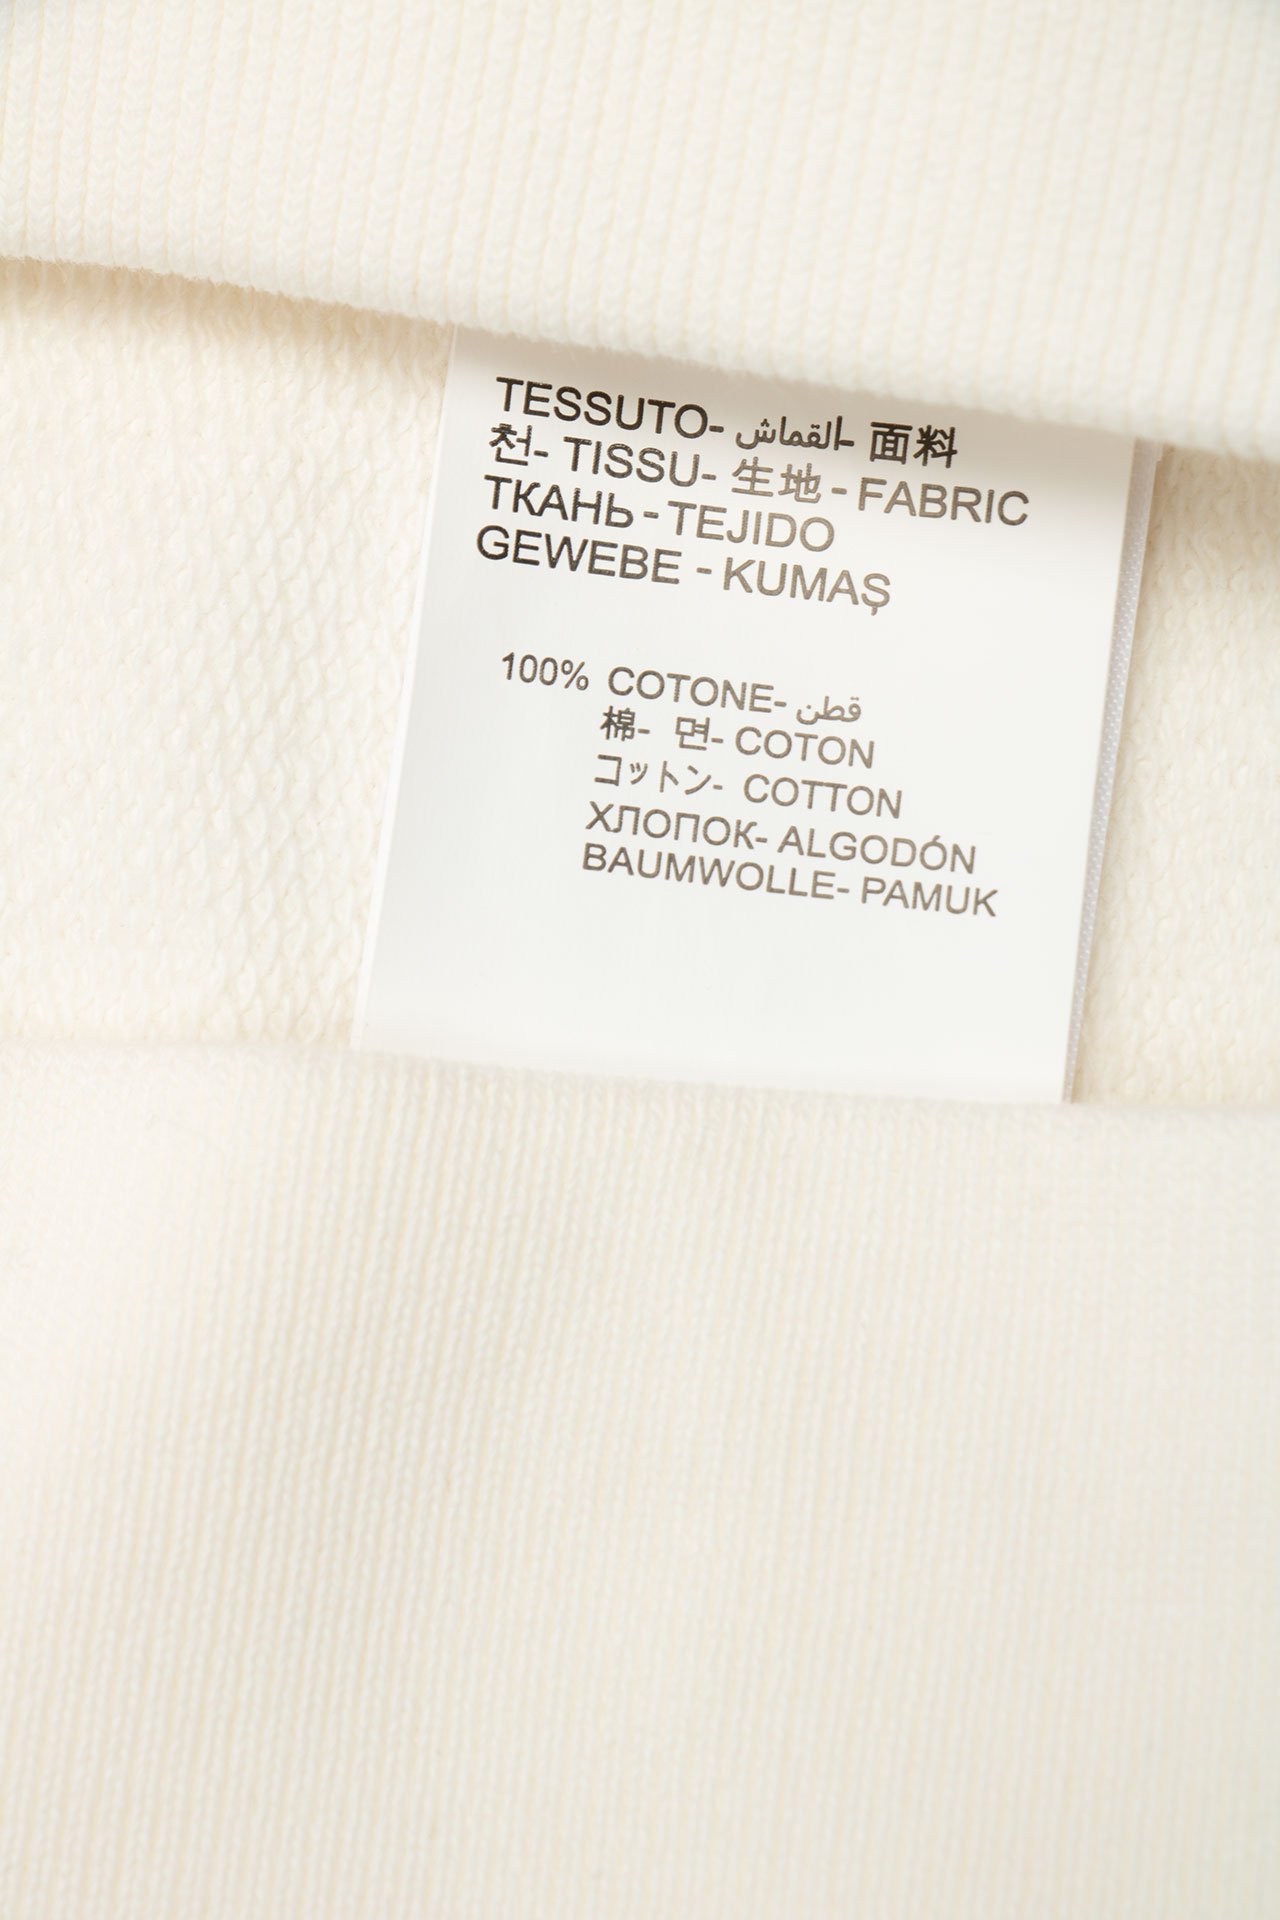 TESSUTO- القماش- 面料
천- TISSU- 生地 - FABRIC
ТКАНЬ - TEJIDO
GEWEBE - KUMAŞ
100% COTONE- قطن
棉- 면- COTON
コットン- COTTON
ХЛОПОК- ALGODÓN
BAUMWOLLE- PAMUK